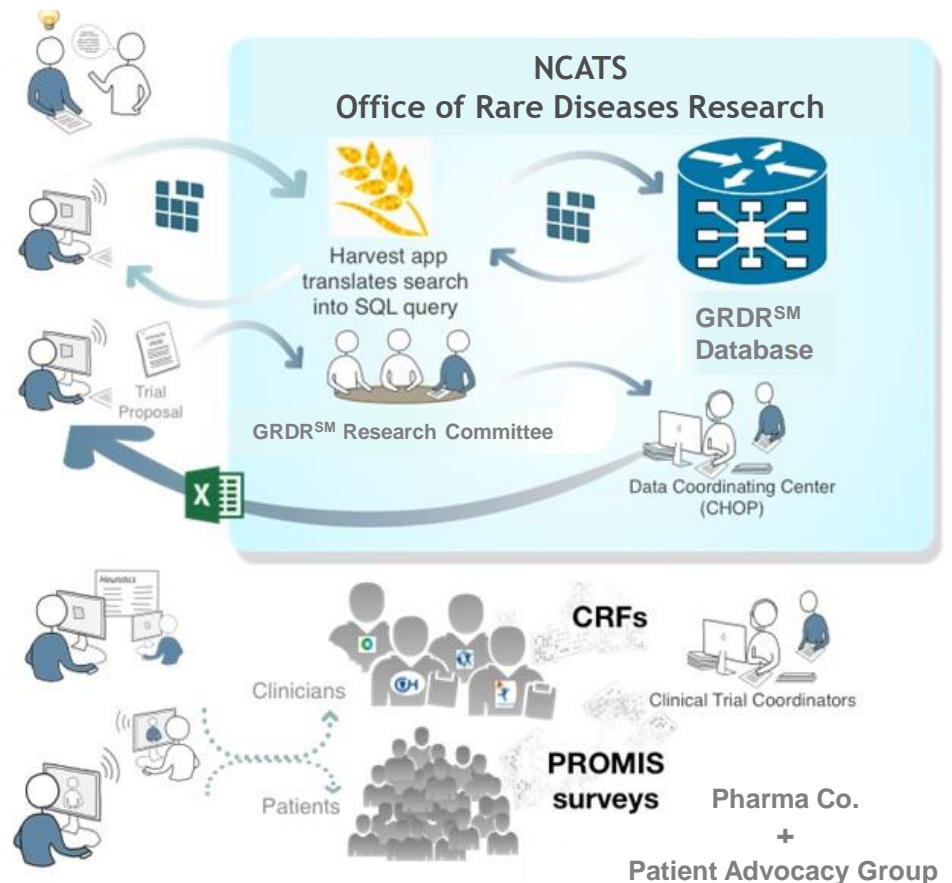 NCATS
Office of Rare Diseases Research
Harvest app
translates search
into SQL query
GRDR℠
Database
Trial
Proposal
GRDR℠ Research Committee
X
Data Coordinating Center
(CHOP)
Heuristics
CRFs
Clinicians
Clinical Trial Coordinators
PROMIS
surveys
Patients
Pharma Co.
+
Patient Advocacy Group